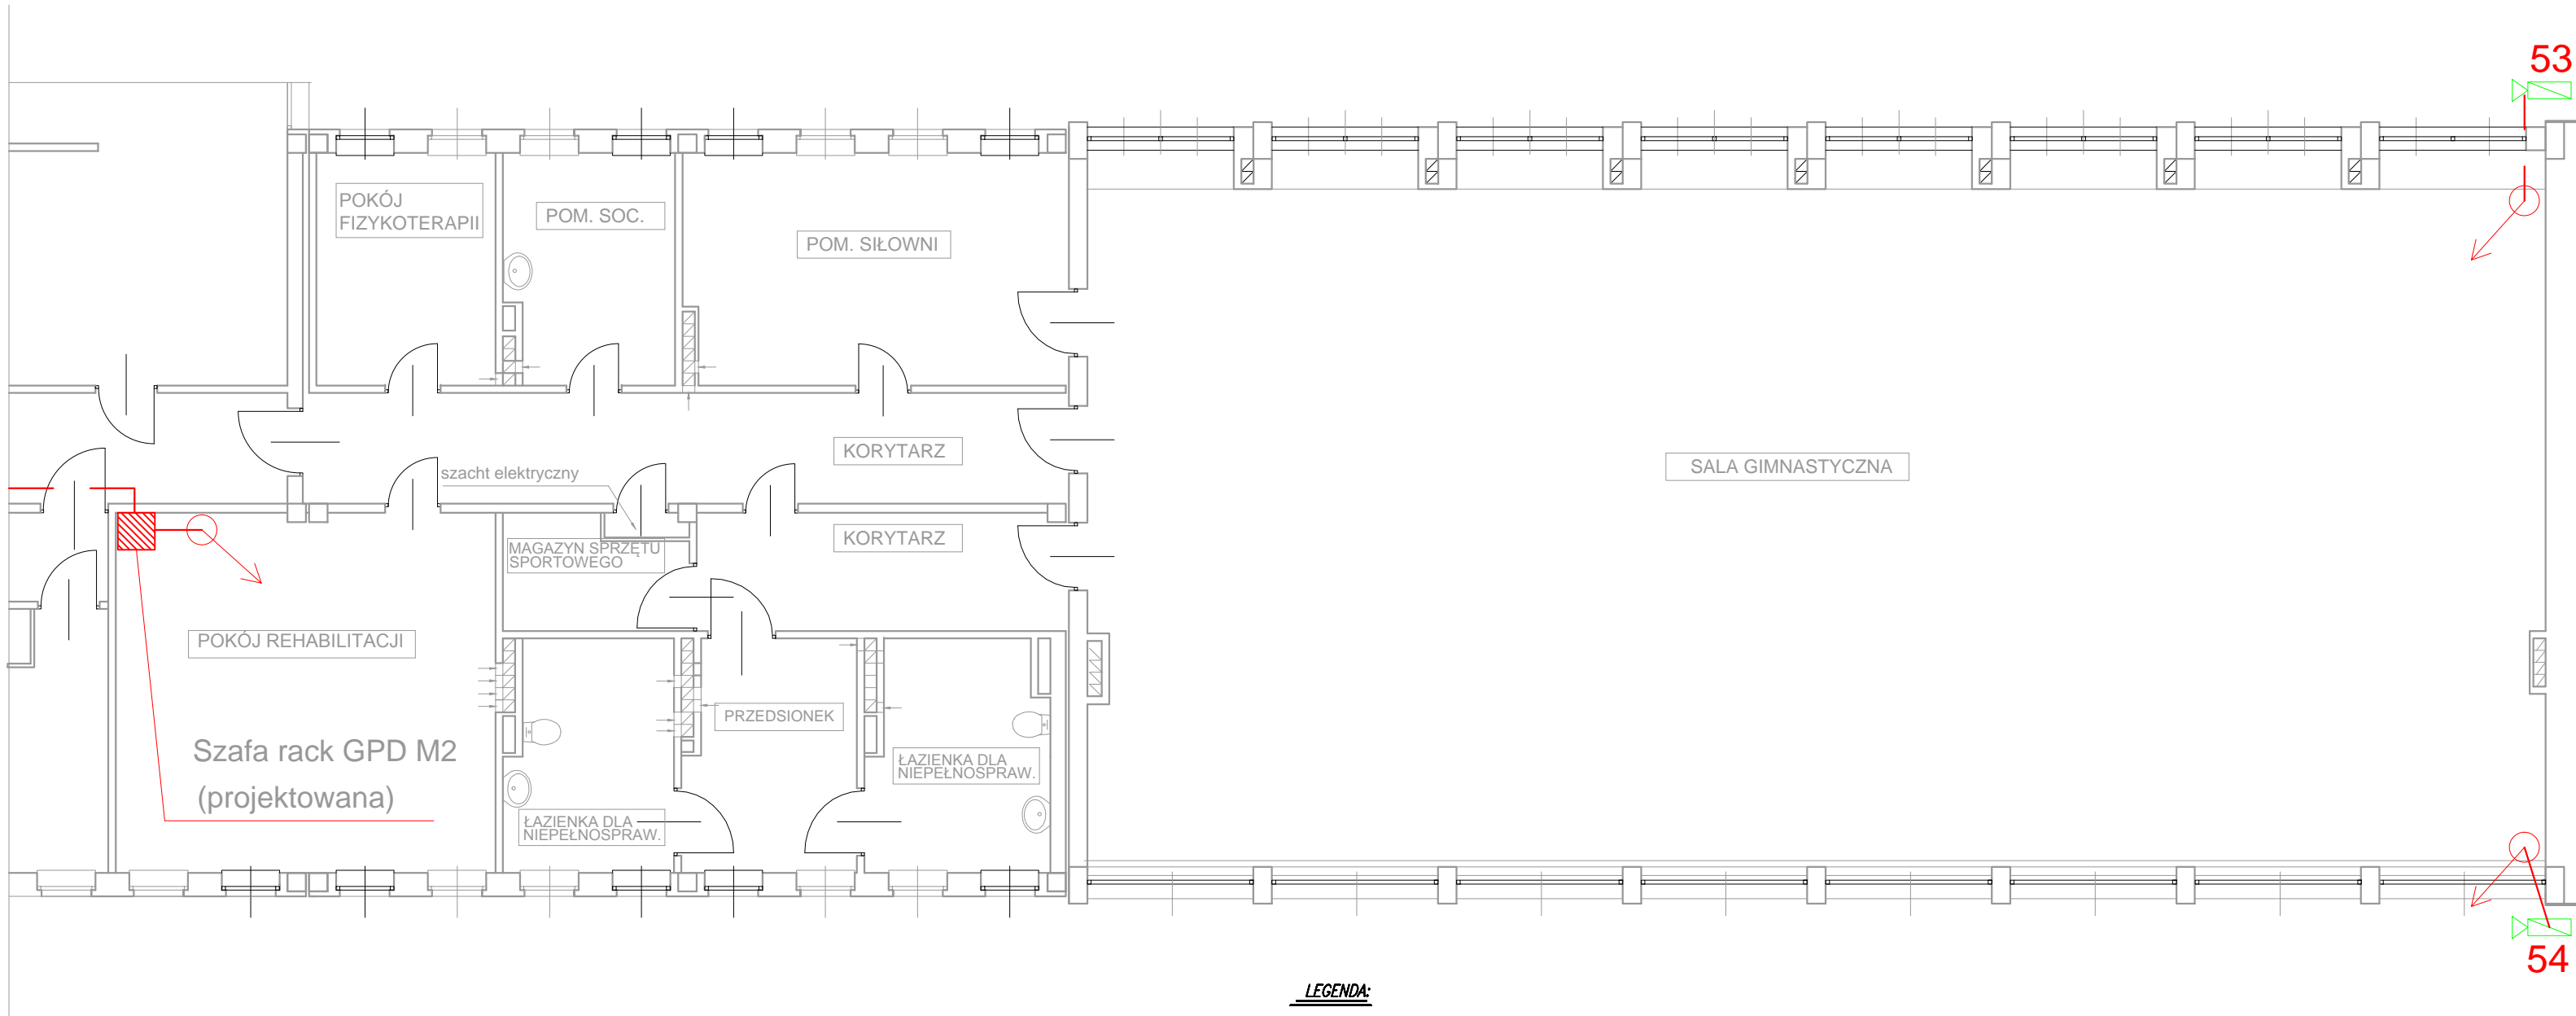 53
POKÓJ
FIZYKOTERAPII
POM. SOC.
POM. SIŁOWNI
KORYTARZ
szacht elektryczny
SALA GIMNASTYCZNA
KORYTARZ
MAGAZYN SPRZĘTU
SPORTOWEGO
POKÓJ REHABILITACJI
PRZEDSIONEK
Szafa rack GPD M2
(projektowana)
ŁAZIENKA DLA
NIEPEŁNOSPRAW.
ŁAZIENKA DLA
NIEPEŁNOSPRAW.
54
LEGENDA: